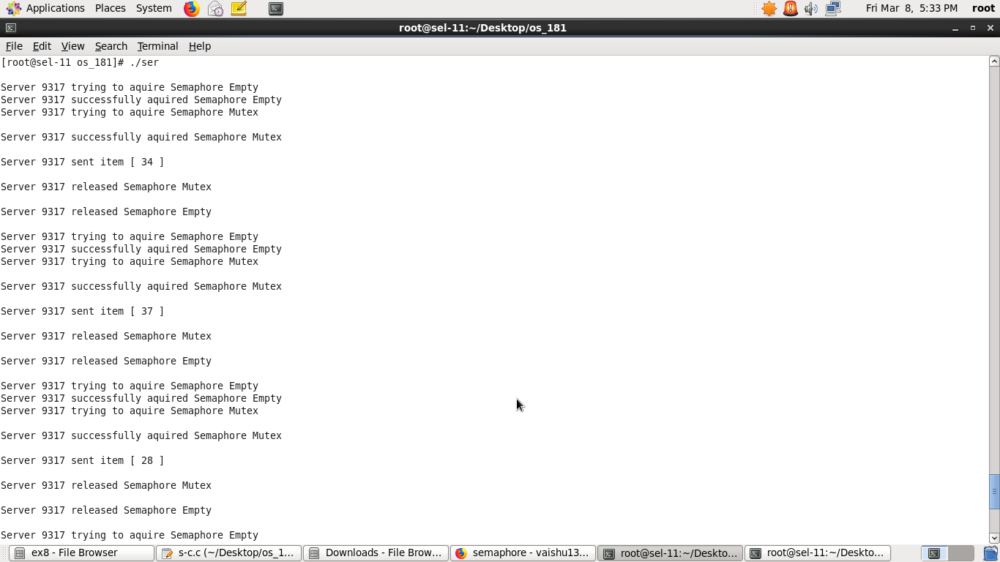 Applications Places System Fri Mar 8, 5:33 PM root
root@sel-11:~/Desktop/os_181
File Edit View Search Terminal Help
[root@sel-11 os_181]# ./ser
Server 9317 trying to aquire Semaphore Empty
Server 9317 successfully aquired Semaphore Empty
Server 9317 trying to aquire Semaphore Mutex
Server 9317 successfully aquired Semaphore Mutex
Server 9317 sent item [ 34 ]
Server 9317 released Semaphore Mutex
Server 9317 released Semaphore Empty
Server 9317 trying to aquire Semaphore Empty
Server 9317 successfully aquired Semaphore Empty
Server 9317 trying to aquire Semaphore Mutex
Server 9317 successfully aquired Semaphore Mutex
Server 9317 sent item [ 37 ]
Server 9317 released Semaphore Mutex
Server 9317 released Semaphore Empty
Server 9317 trying to aquire Semaphore Empty
Server 9317 successfully aquired Semaphore Empty
Server 9317 trying to aquire Semaphore Mutex
Server 9317 successfully aquired Semaphore Mutex
Server 9317 sent item [ 28 ]
Server 9317 released Semaphore Mutex
Server 9317 released Semaphore Empty
Server 9317 trying to aquire Semaphore Empty
ex8 - File Browser s-c.c (~/Desktop/os_1... Downloads - File Brow... semaphore - vaishu13... root@sel-11:~/Deskto... root@sel-11:~/Deskto...